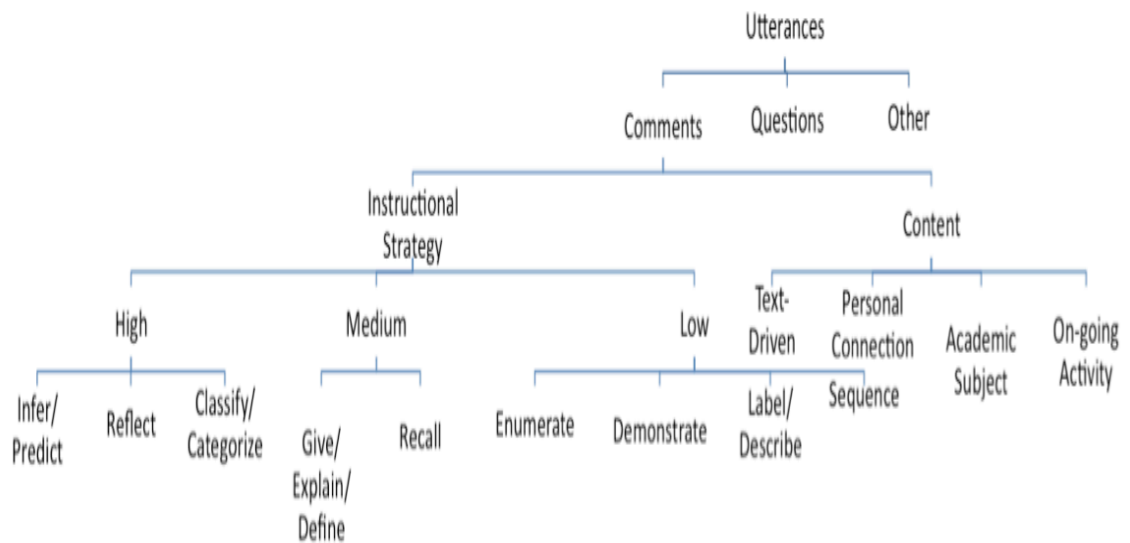 Utterances
Comments
Questions
Other
Instructional
Strategy
Content
High
Medium
Low
Text-
Driven
Personal
Connection
Academic
Subject
On-going
Activity
Infer/
Predict
Reflect
Classify/
Categorize
Give/
Explain/
Define
Recall
Enumerate
Demonstrate
Label/
Describe
Sequence